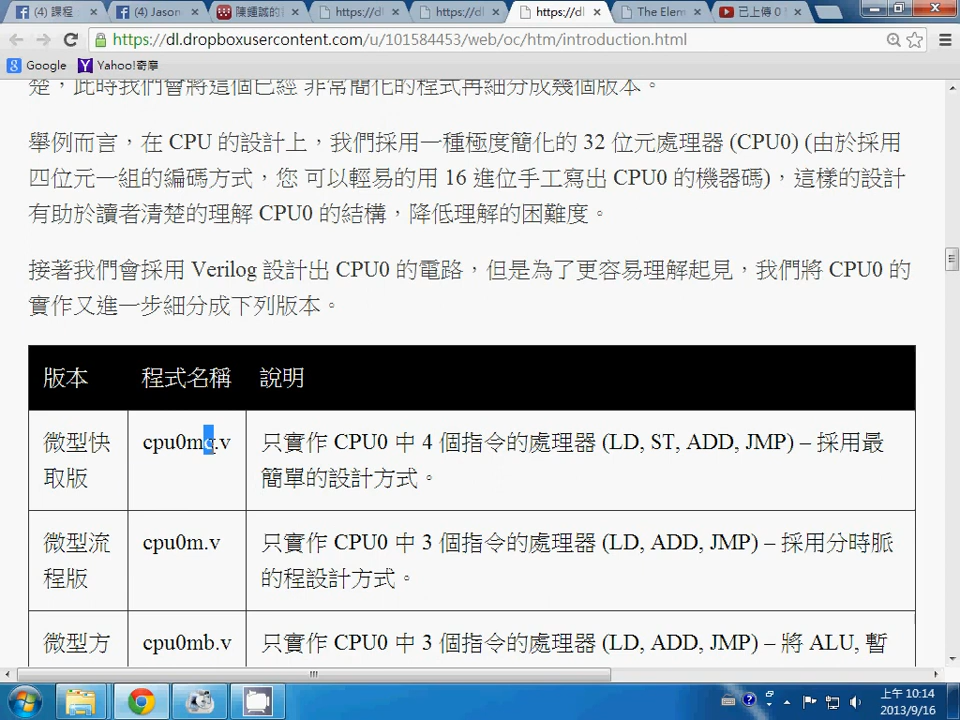 (4) 課程
(4) Jason
陳鍾誠的
https://dl
https://dl
https://dl
The Elem
已上傳 0
https://dl.dropboxusercontent.com/u/101584453/web/oc/htm/introduction.html
Google
Yahoo!奇摩
楚，此時我們會將這個已經 非常簡化的程式再細分成幾個版本。
舉例而言，在 CPU 的設計上，我們採用一種極度簡化的 32 位元處理器 (CPU0) (由於採用
四位元一組的編碼方式，您 可以輕易的用 16 進位手工寫出 CPU0 的機器碼)，這樣的設計
有助於讀者清楚的理解 CPU0 的結構，降低理解的困難度。
接著我們會採用 Verilog 設計出 CPU0 的電路，但是為了更容易理解起見，我們將 CPU0 的
實作又進一步細分成下列版本。
版本 程式名稱 說明
微型快 cpu0mq.v 只實作 CPU0 中 4 個指令的處理器 (LD, ST, ADD, JMP) – 採用最
取版 簡單的設計方式。
微型流 cpu0m.v 只實作 CPU0 中 3 個指令的處理器 (LD, ADD, JMP) – 採用分時脈
程版 的程設計方式。
微型方 cpu0mb.v 只實作 CPU0 中 3 個指令的處理器 (LD, ADD, JMP) – 將 ALU, 暫
上午 10:14
2013/9/16